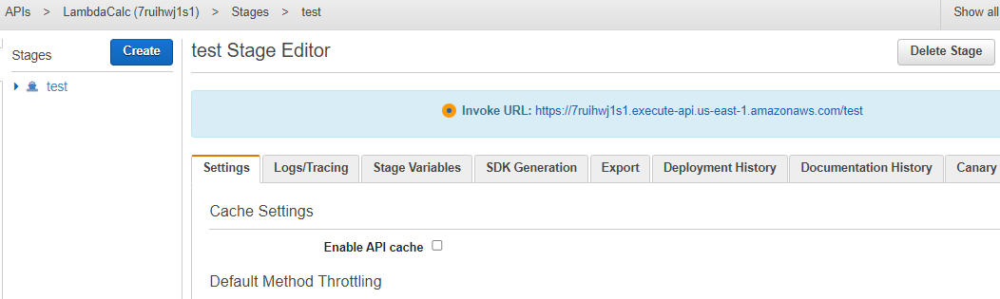 APIs > LambdaCalc (7ruihwj1s1) > Stages > test Show all
Stages Create
test
test Stage Editor Delete Stage
Invoke URL: https://7ruihwj1s1.execute-api.us-east-1.amazonaws.com/test
Settings Logs/Tracing Stage Variables SDK Generation Export Deployment History Documentation History Canary
Cache Settings
Enable API cache
Default Method Throttling